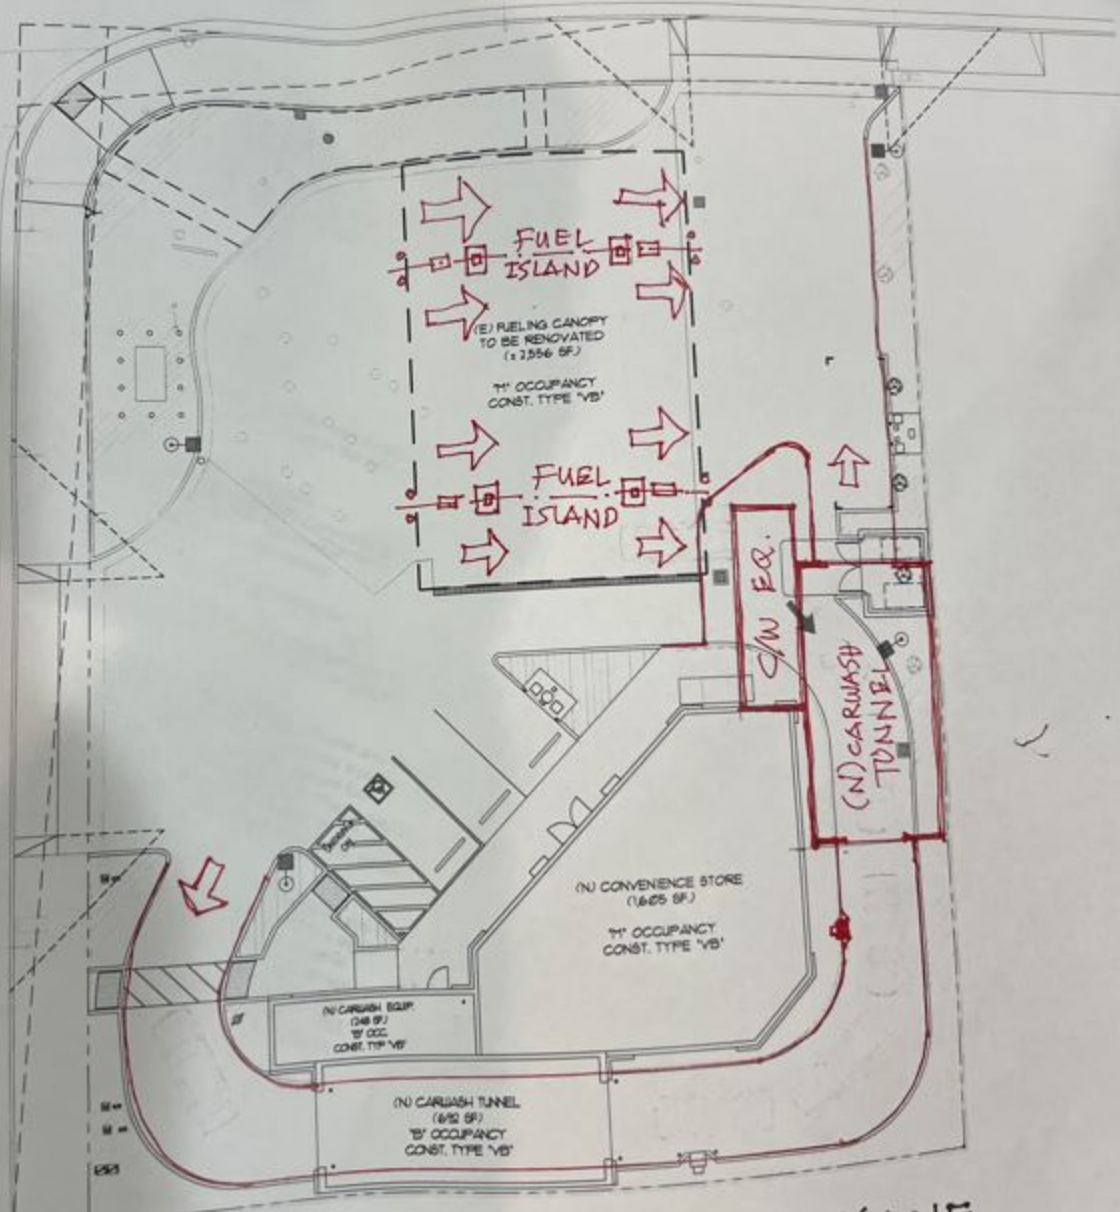 FUEL
ISLAND
(E) FUELING CANOPY
TO BE RENOVATED
(± 2,556 SF.)
"M" OCCUPANCY
CONST. TYPE "VB"
FUEL
ISLAND
C/W EQ.
(N) CARWASH
TUNNEL
(N) CONVENIENCE STORE
(1,605 SF.)
"M" OCCUPANCY
CONST. TYPE "VB"
(N) CARWASH EQUIP.
(248 SF.)
"B" OCC.
CONST. TYP "VB"
(N) CARWASH TUNNEL
(692 SF)
"B" OCCUPANCY
CONST. TYPE "VB"